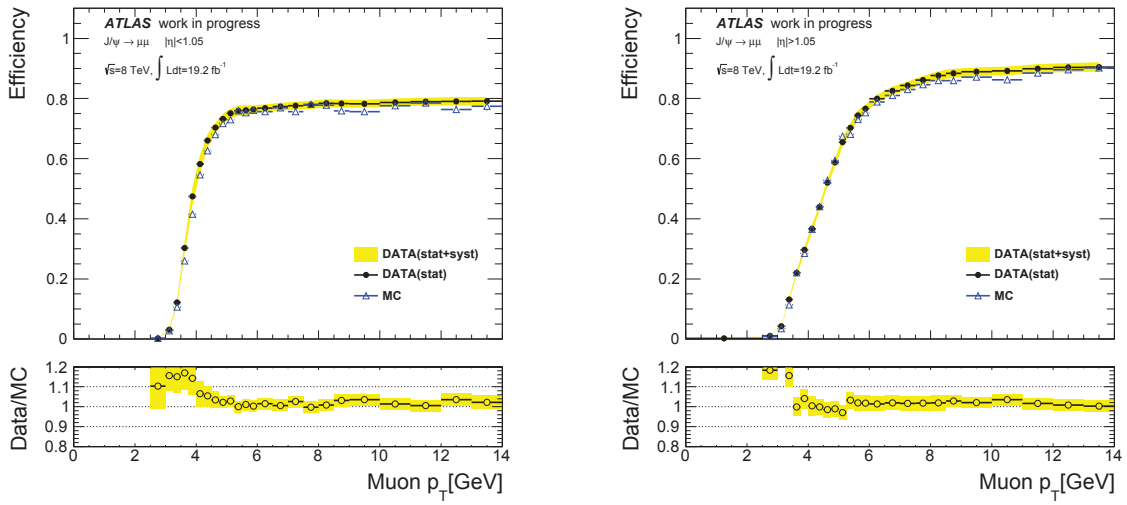 ATLAS work in progress
J/ψ → μμ |η|<1.05
√s=8 TeV, ∫ Ldt=19.2 fb⁻¹
Efficiency
1
0.8
0.6
0.4
0.2
0
DATA(stat+syst)
DATA(stat)
MC
Data/MC
1.2
1.1
1
0.9
0.8
0 2 4 6 8 10 12 14
Muon p_T[GeV]
ATLAS work in progress
J/ψ → μμ |η|>1.05
√s=8 TeV, ∫ Ldt=19.2 fb⁻¹
Efficiency
1
0.8
0.6
0.4
0.2
0
DATA(stat+syst)
DATA(stat)
MC
Data/MC
1.2
1.1
1
0.9
0.8
0 2 4 6 8 10 12 14
Muon p_T[GeV]